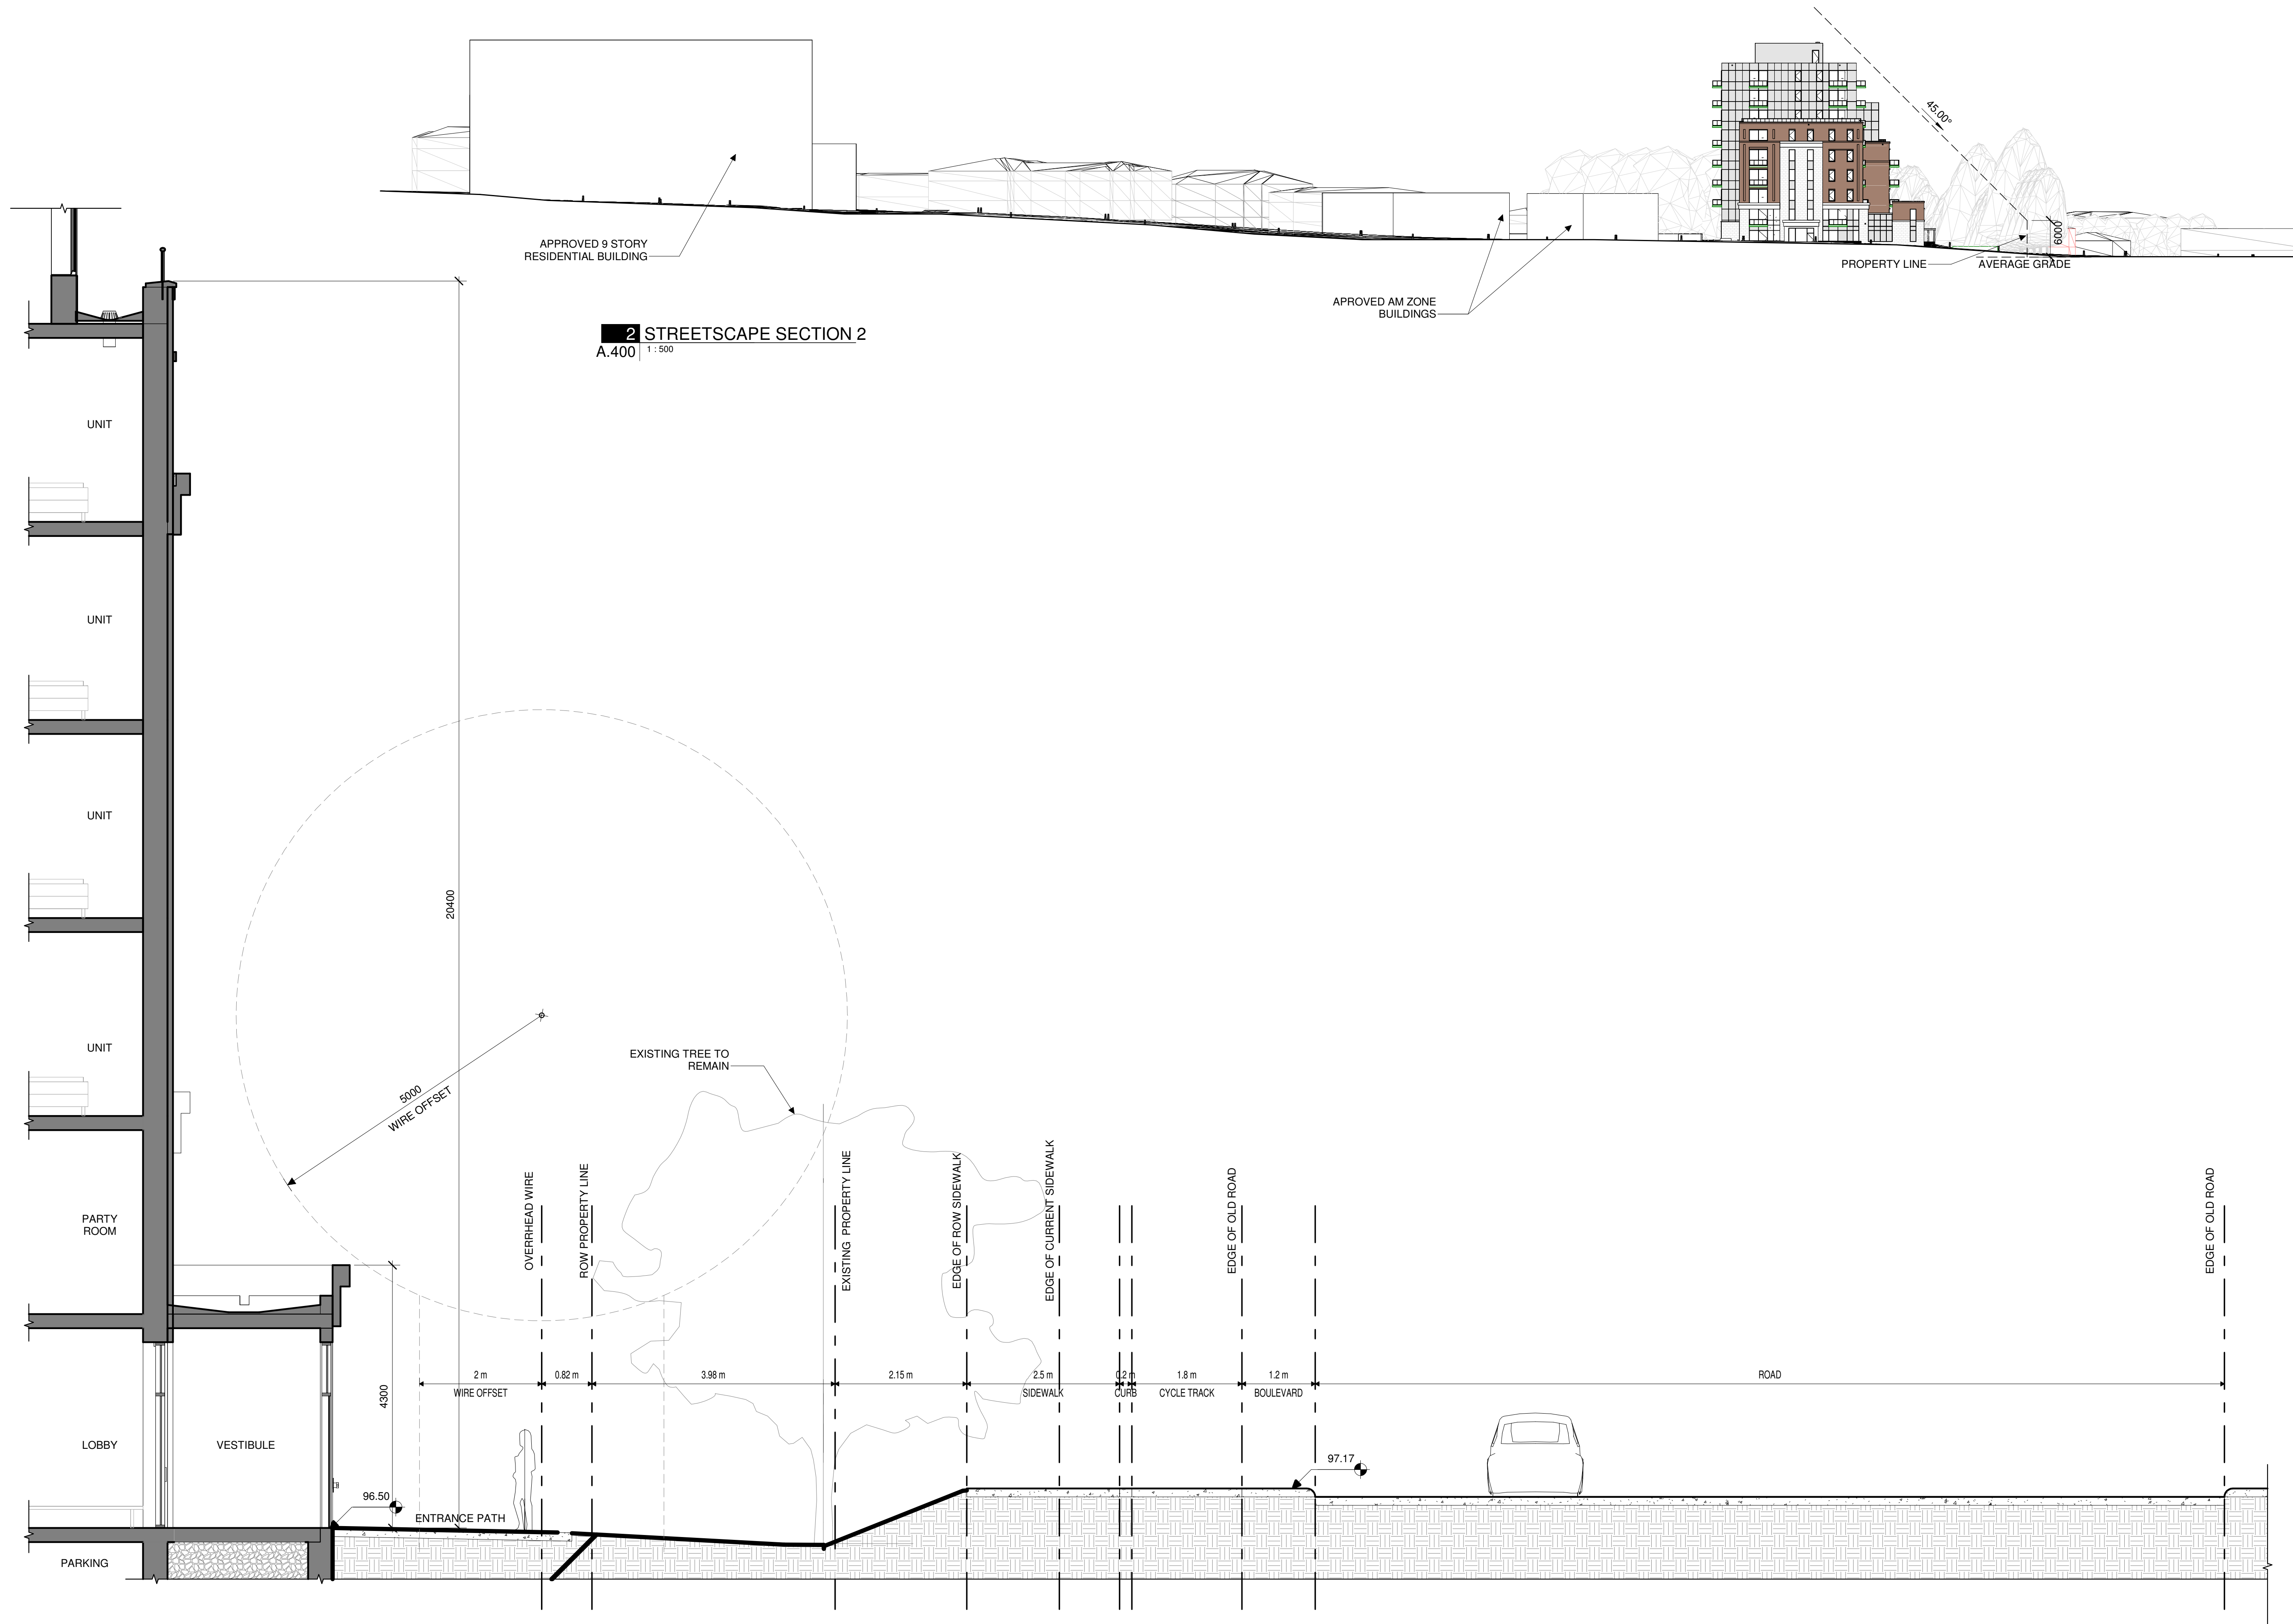 45.00°
6000
APPROVED 9 STORY
RESIDENTIAL BUILDING
PROPERTY LINE
AVERAGE GRADE
APROVED AM ZONE
BUILDINGS
2 STREETSCAPE SECTION 2
A.400 1 : 500
UNIT
UNIT
UNIT
20400
UNIT
EXISTING TREE TO
REMAIN
5000
WIRE OFFSET
PARTY
ROOM
OVERRHEAD WIRE
ROW PROPERTY LINE
EXISTING PROPERTY LINE
EDGE OF ROW SIDEWALK
EDGE OF CURRENT SIDEWALK
EDGE OF OLD ROAD
EDGE OF OLD ROAD
2 m
WIRE OFFSET
0.82 m
3.98 m
2.15 m
2.5 m
SIDEWALK
0.2 m
CURB
1.8 m
CYCLE TRACK
1.2 m
BOULEVARD
ROAD
4300
LOBBY
VESTIBULE
97.17
96.50
ENTRANCE PATH
PARKING